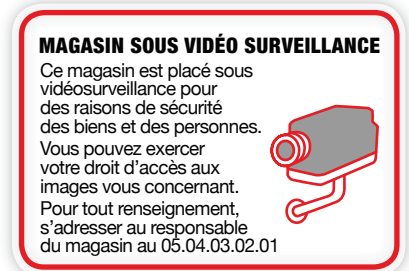 MAGASIN SOUS VIDÉO SURVEILLANCE
Ce magasin est placé sous
vidéosurveillance pour
des raisons de sécurité
des biens et des personnes.
Vous pouvez exercer
votre droit d'accès aux
images vous concernant.
Pour tout renseignement,
s'adresser au responsable
du magasin au 05.04.03.02.01